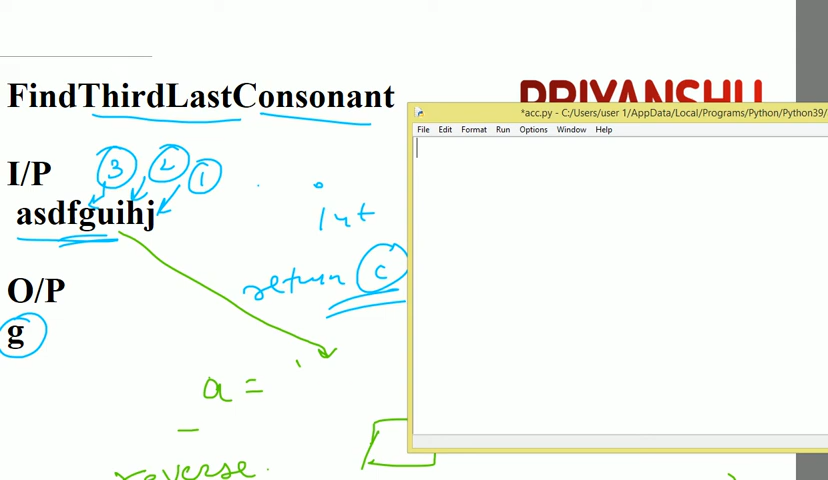 FindThirdLastConsonant
PRIYANSHU
*acc.py - C:/Users/user 1/AppData/Local/Programs/Python/Python39/
File Edit Format Run Options Window Help
I/P
3 2 1
asdfguihj
int
return c
O/P
g
a = '
reverse.